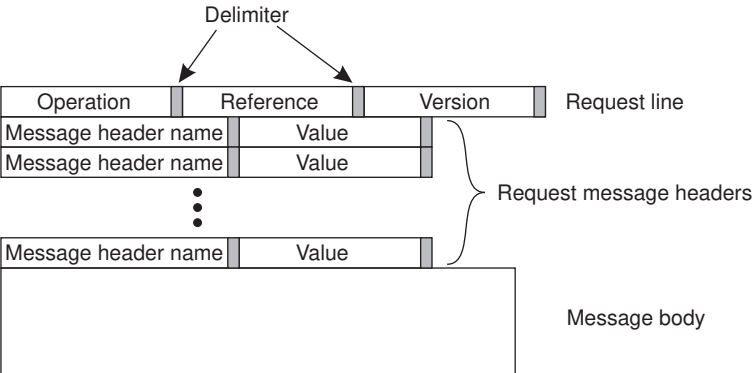 Delimiter
Operation Reference Version Request line
Message header name Value
Message header name Value
Request message headers
Message header name Value
Message body